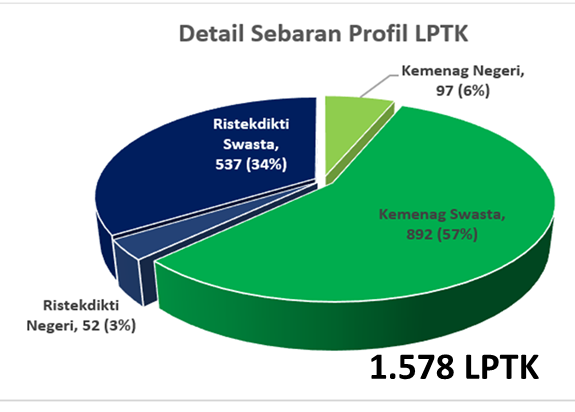 Detail Sebaran Profil LPTK
Kemenag Negeri,
97 (6%)
Ristekdikti
Swasta,
537 (34%)
Kemenag Swasta,
892 (57%)
Ristekdikti
Negeri, 52 (3%)
1.578 LPTK